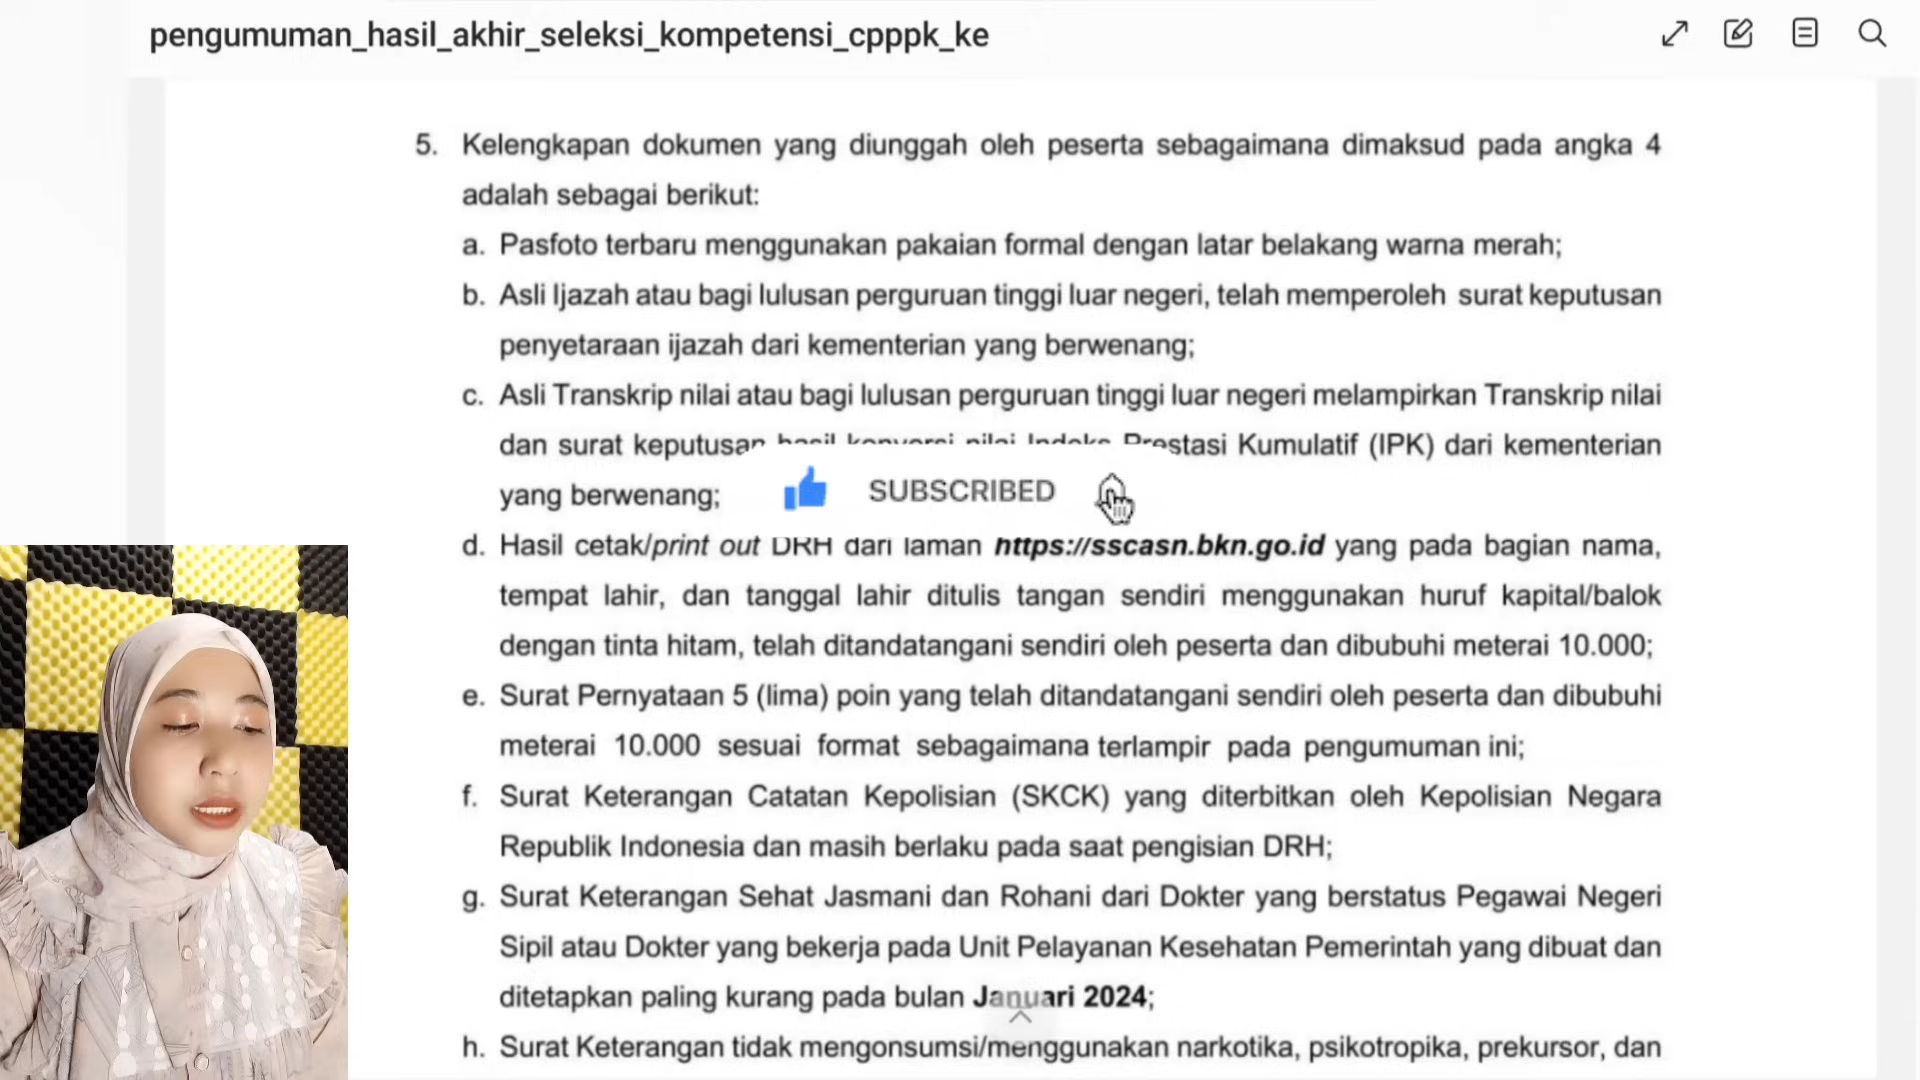 pengumuman_hasil_akhir_seleksi_kompetensi_cpppk_ke
5. Kelengkapan dokumen yang diunggah oleh peserta sebagaimana dimaksud pada angka 4
adalah sebagai berikut:
a. Pasfoto terbaru menggunakan pakaian formal dengan latar belakang warna merah;
b. Asli Ijazah atau bagi lulusan perguruan tinggi luar negeri, telah memperoleh surat keputusan
penyetaraan ijazah dari kementerian yang berwenang;
c. Asli Transkrip nilai atau bagi lulusan perguruan tinggi luar negeri melampirkan Transkrip nilai
dan surat keputusan hasil konversi nilai Indeks Prestasi Kumulatif (IPK) dari kementerian
yang berwenang;
SUBSCRIBED
d. Hasil cetak/print out DRH dari laman https://sscasn.bkn.go.id yang pada bagian nama,
tempat lahir, dan tanggal lahir ditulis tangan sendiri menggunakan huruf kapital/balok
dengan tinta hitam, telah ditandatangani sendiri oleh peserta dan dibubuhi meterai 10.000;
e. Surat Pernyataan 5 (lima) poin yang telah ditandatangani sendiri oleh peserta dan dibubuhi
meterai 10.000 sesuai format sebagaimana terlampir pada pengumuman ini;
f. Surat Keterangan Catatan Kepolisian (SKCK) yang diterbitkan oleh Kepolisian Negara
Republik Indonesia dan masih berlaku pada saat pengisian DRH;
g. Surat Keterangan Sehat Jasmani dan Rohani dari Dokter yang berstatus Pegawai Negeri
Sipil atau Dokter yang bekerja pada Unit Pelayanan Kesehatan Pemerintah yang dibuat dan
ditetapkan paling kurang pada bulan Januari 2024;
h. Surat Keterangan tidak mengonsumsi/menggunakan narkotika, psikotropika, prekursor, dan